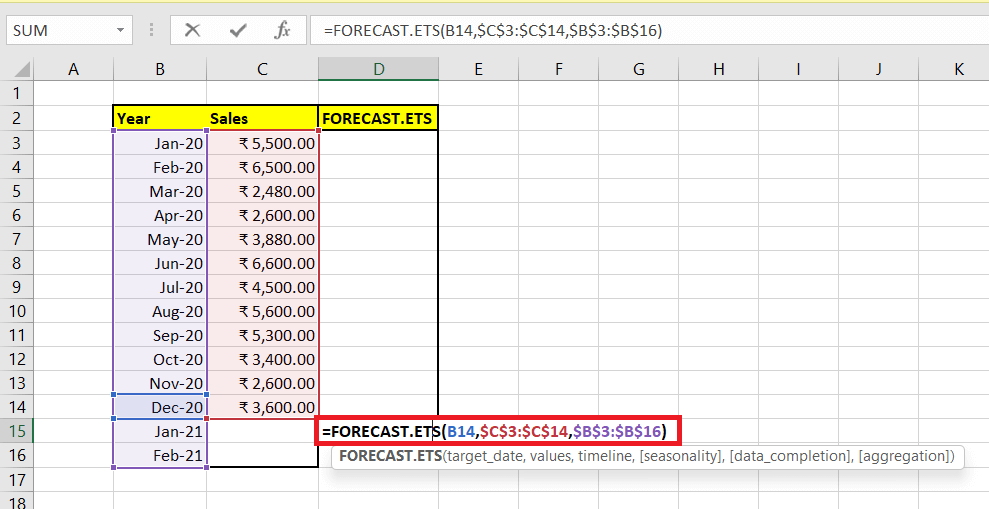 SUM fx =FORECAST.ETS(B14,$C$3:$C$14,$B$3:$B$16)
A B C D E F G H I J K
1
2 Year Sales FORECAST.ETS
3 Jan-20 ₹ 5,500.00
4 Feb-20 ₹ 6,500.00
5 Mar-20 ₹ 2,480.00
6 Apr-20 ₹ 2,600.00
7 May-20 ₹ 3,880.00
8 Jun-20 ₹ 6,600.00
9 Jul-20 ₹ 4,500.00
10 Aug-20 ₹ 5,600.00
11 Sep-20 ₹ 5,300.00
12 Oct-20 ₹ 3,400.00
13 Nov-20 ₹ 2,600.00
14 Dec-20 ₹ 3,600.00
15 Jan-21 =FORECAST.ETS(B14,$C$3:$C$14,$B$3:$B$16)
16 Feb-21 FORECAST.ETS(target_date, values, timeline, [seasonality], [data_completion], [aggregation])
17
18